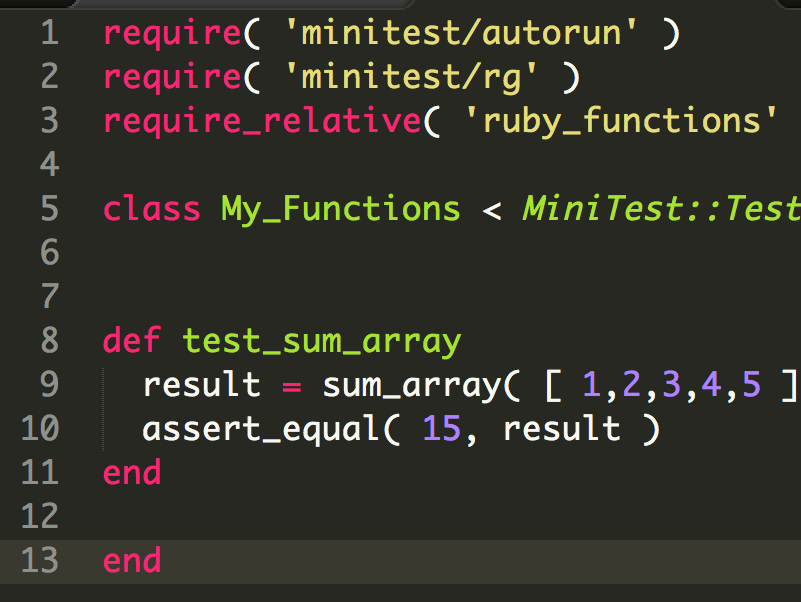 1 require( 'minitest/autorun' )
2 require( 'minitest/rg' )
3 require_relative( 'ruby_functions'
4
5 class My_Functions < MiniTest::Test
6
7
8 def test_sum_array
9 result = sum_array( [ 1,2,3,4,5 ]
10 assert_equal( 15, result )
11 end
12
13 end